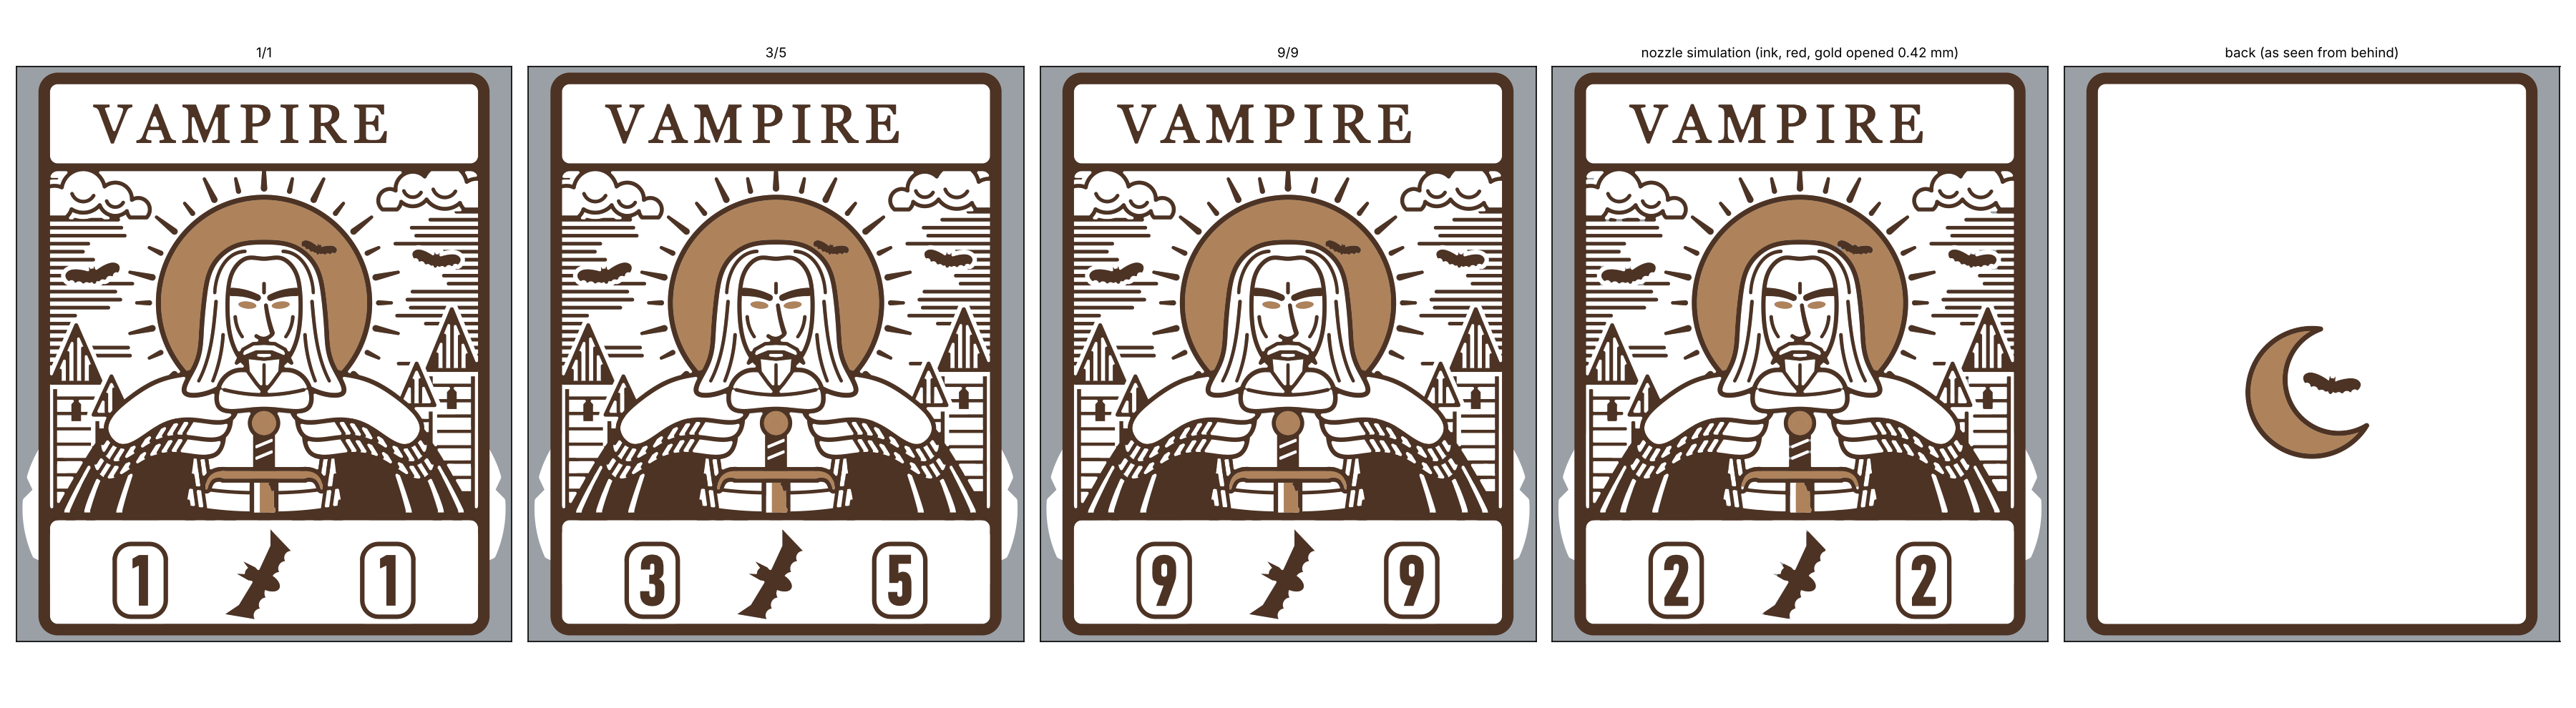 1/1
3/5
9/9
nozzle simulation (ink, red, gold opened 0.42 mm)
back (as seen from behind)
VAMPIRE
VAMPIRE
VAMPIRE
VAMPIRE
1 1
3 5
9 9
2 2